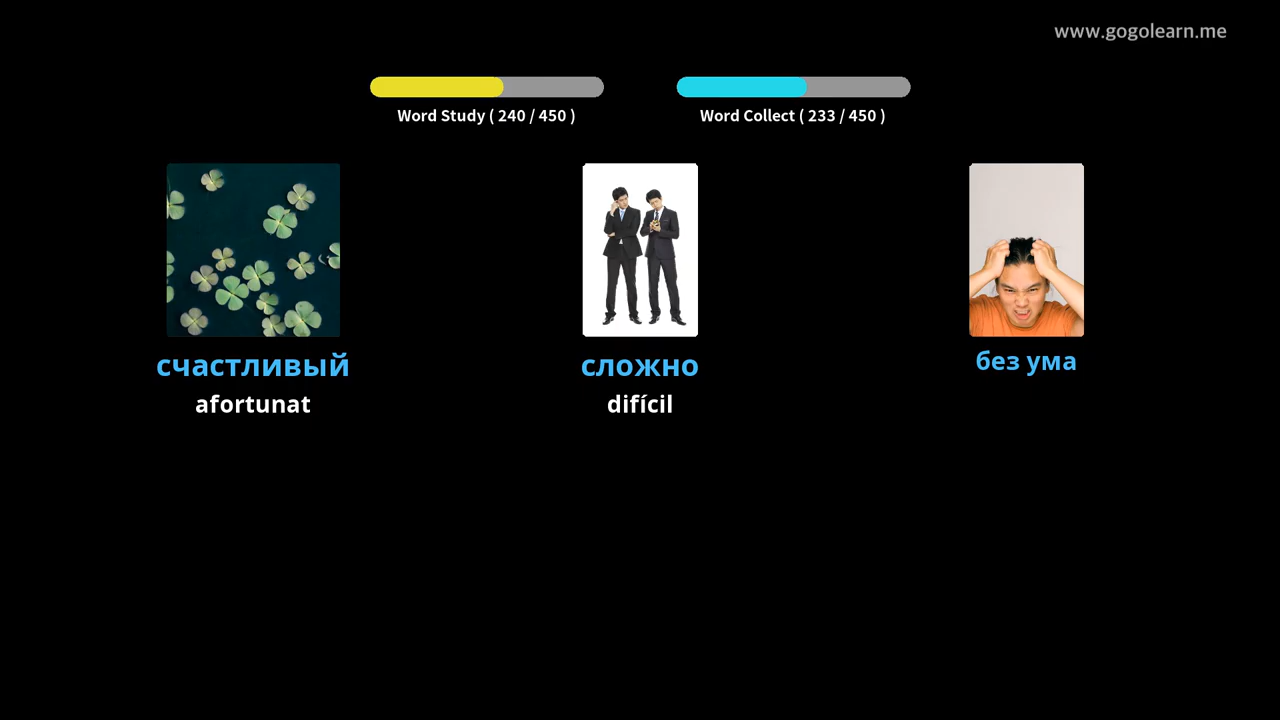 www.gogolearn.me
Word Study ( 240 / 450 )
Word Collect ( 233 / 450 )
счастливый
afortunat
сложно
difícil
без ума